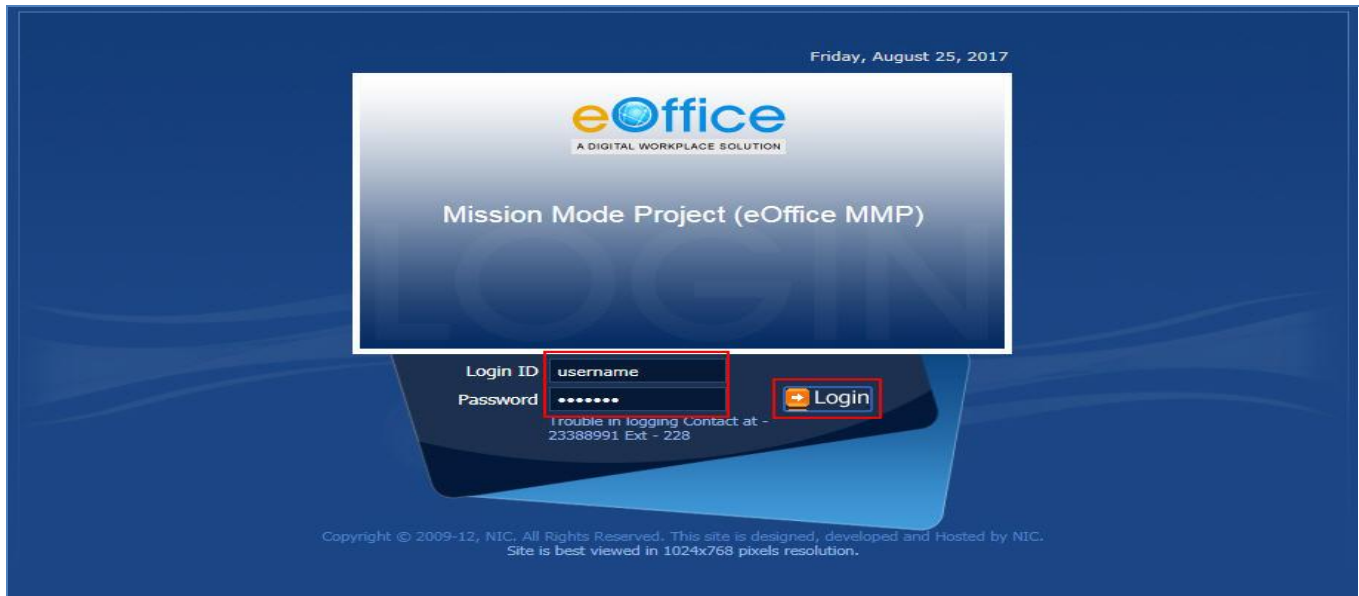 Friday, August 25, 2017
eOffice
A DIGITAL WORKPLACE SOLUTION
Mission Mode Project (eOffice MMP)
LOGIN
Login ID username
Password •••••••
Login
Trouble in logging Contact at -
23388991 Ext - 228
Copyright © 2009-12, NIC. All Rights Reserved. This site is designed, developed and Hosted by NIC.
Site is best viewed in 1024x768 pixels resolution.